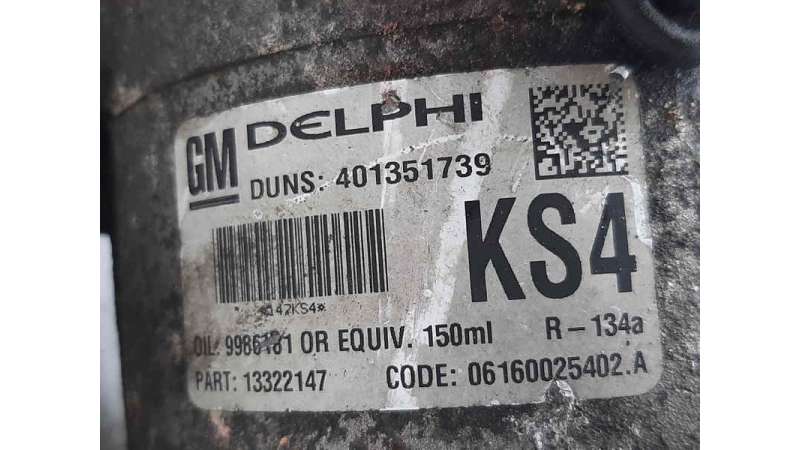 GM DELPHI
DUNS: 401351739
KS4
OIL: 9986131 OR EQUIV. 150ml R-134a
PART: 13322147 CODE: 06160025402.A